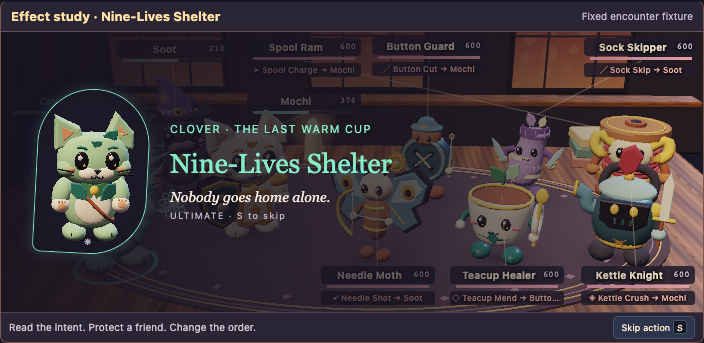 Effect study · Nine-Lives Shelter
Fixed encounter fixture
Soot 210
Spool Ram 600
➤ Spool Charge → Mochi
Button Guard 600
⟋ Button Cut → Mochi
Sock Skipper 600
⟋ Sock Skip → Soot
Mochi 376
CLOVER · THE LAST WARM CUP
Nine-Lives Shelter
Nobody goes home alone.
ULTIMATE · S to skip
Needle Moth 600
✓ Needle Shot → Soot
Teacup Healer 600
◇ Teacup Mend → Butto...
Kettle Knight 600
◈ Kettle Crush → Mochi
Read the intent. Protect a friend. Change the order.
Skip action S